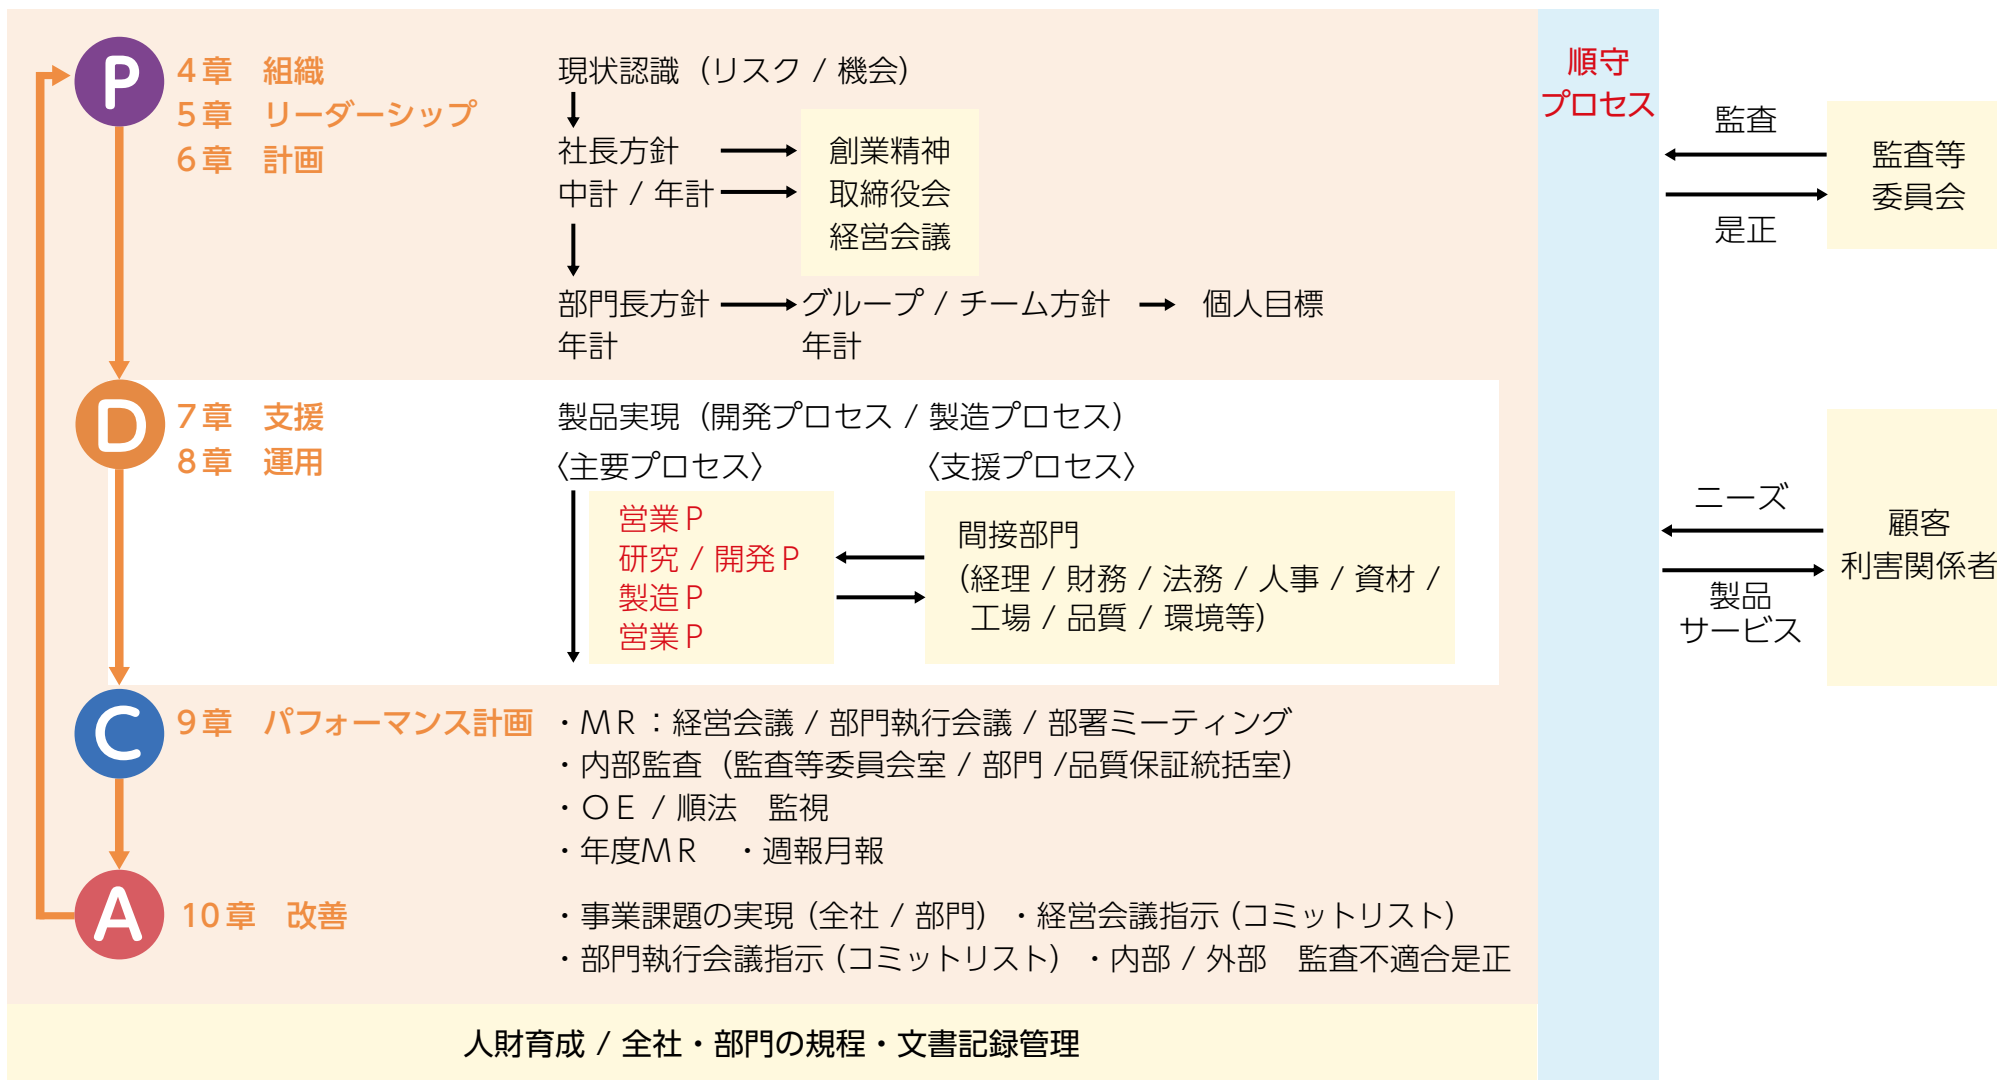 P
4章 組織
5章 リーダーシップ
6章 計画
現状認識（リスク / 機会）
社長方針
中計 / 年計
創業精神
取締役会
経営会議
部門長方針
年計
グループ / チーム方針
年計
個人目標
D
7章 支援
8章 運用
製品実現（開発プロセス / 製造プロセス）
〈主要プロセス〉
〈支援プロセス〉
営業P
研究 / 開発P
製造P
営業P
間接部門
（経理 / 財務 / 法務 / 人事 / 資材 /
工場 / 品質 / 環境等）
C
9章 パフォーマンス計画
・MR：経営会議 / 部門執行会議 / 部署ミーティング
・内部監査（監査等委員会室 / 部門 /品質保証統括室）
・OE / 順法 監視
・年度MR ・週報月報
A
10章 改善
・事業課題の実現（全社 / 部門）・経営会議指示（コミットリスト）
・部門執行会議指示（コミットリスト）・内部 / 外部 監査不適合是正
人財育成 / 全社・部門の規程・文書記録管理
順守
プロセス
監査
是正
監査等
委員会
ニーズ
製品
サービス
顧客
利害関係者